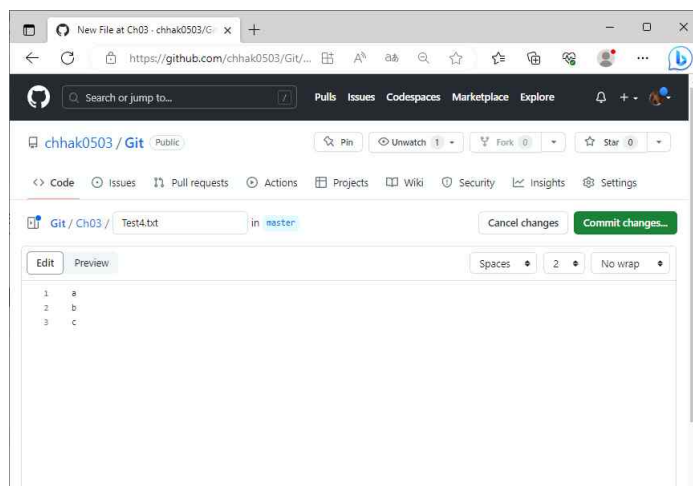 New File at Ch03 · chhak0503/G
https://github.com/chhak0503/Git/...
Search or jump to...
/
Pulls Issues Codespaces Marketplace Explore
chhak0503 / Git Public
Pin Unwatch 1 Fork 0 Star 0
Code Issues Pull requests Actions Projects Wiki Security Insights Settings
Git / Ch03 / Test4.txt in master Cancel changes Commit changes...
Edit Preview Spaces 2 No wrap
1 a
2 b
3 c